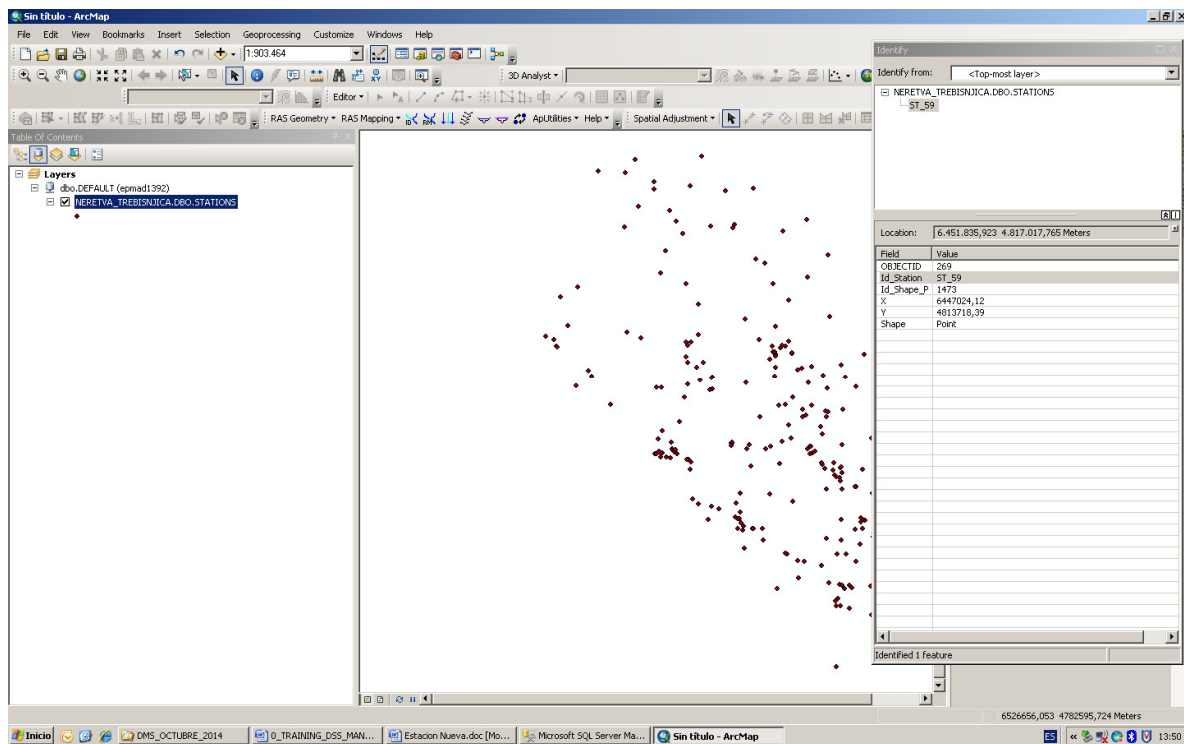 Sin título - ArcMap
File Edit View Bookmarks Insert Selection Geoprocessing Customize Windows Help
1:903.464
3D Analyst
Editor
RAS Geometry RAS Mapping ApUtilities Help Spatial Adjustment
Table Of Contents
Layers
dbo.DEFAULT (epmad1392)
NERETVA_TREBISNJICA.DBO.STATIONS
Identify
Identify from: <Top-most layer>
NERETVA_TREBISNJICA.DBO.STATIONS
ST_59
Location: 6.451.835,923 4.817.017,765 Meters
Field Value
OBJECTID 269
Id_Station ST_59
Id_Shape_P 1473
X 6447024,12
Y 4813718,39
Shape Point
Identified 1 feature
6526656,053 4782595,724 Meters
Inicio DMS_OCTUBRE_2014 0_TRAINING_DSS_MAN... Estacion Nueva.doc [Mo... Microsoft SQL Server Ma... Sin título - ArcMap ES 13:50